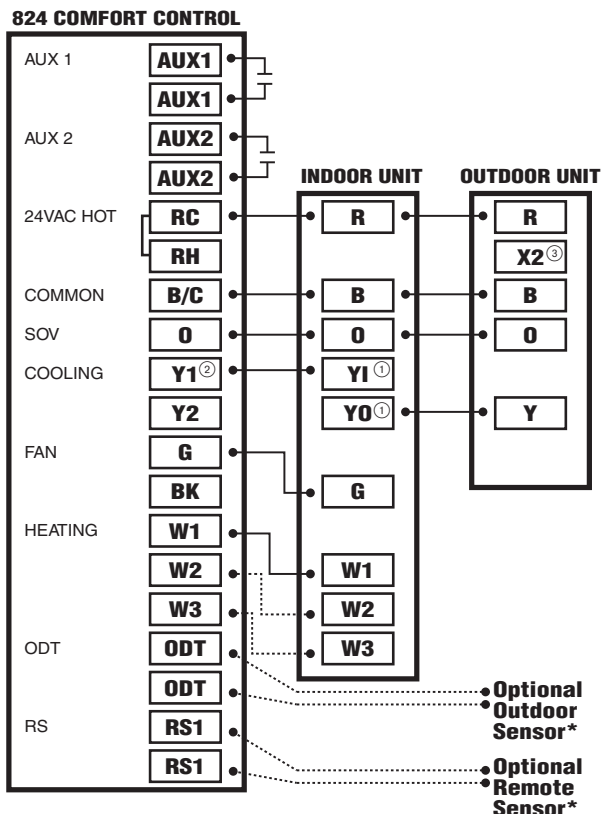 824 COMFORT CONTROL
AUX 1 AUX1
AUX1
AUX 2 AUX2
AUX2
INDOOR UNIT OUTDOOR UNIT
24VAC HOT RC R R
RH X2③
COMMON B/C B B
SOV O O O
COOLING Y1② YI①
Y2 YO① Y
FAN G
BK G
HEATING W1
W2 W1
W3 W2
ODT ODT W3
ODT
Optional
Outdoor
Sensor*
RS RS1
RS1
Optional
Remote
Sensor*